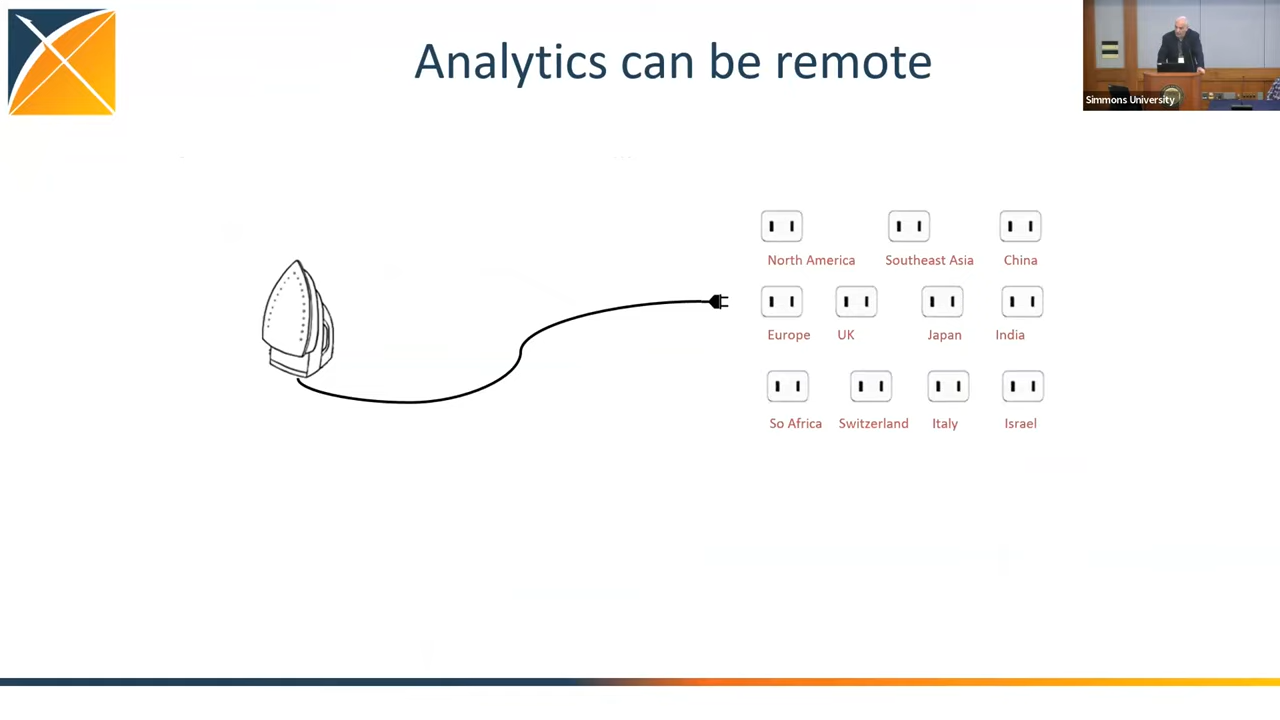 Analytics can be remote
Simmons University
North America Southeast Asia China
Europe UK Japan India
So Africa Switzerland Italy Israel